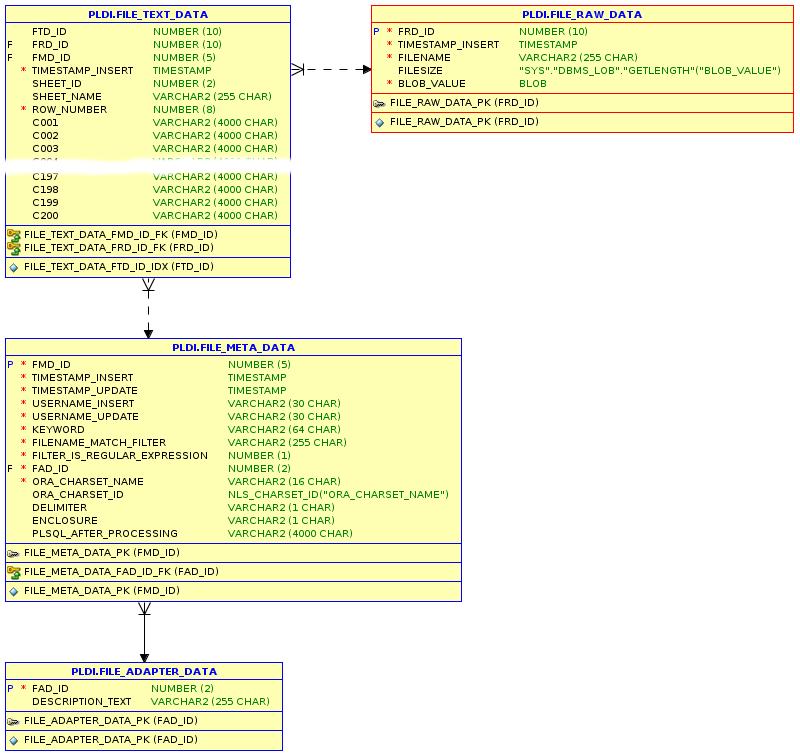 PLDI.FILE_TEXT_DATA
FTD_ID NUMBER (10)
F FRD_ID NUMBER (10)
F FMD_ID NUMBER (5)
* TIMESTAMP_INSERT TIMESTAMP
SHEET_ID NUMBER (2)
SHEET_NAME VARCHAR2 (255 CHAR)
* ROW_NUMBER NUMBER (8)
C001 VARCHAR2 (4000 CHAR)
C002 VARCHAR2 (4000 CHAR)
C003 VARCHAR2 (4000 CHAR)
C197 VARCHAR2 (4000 CHAR)
C198 VARCHAR2 (4000 CHAR)
C199 VARCHAR2 (4000 CHAR)
C200 VARCHAR2 (4000 CHAR)
FILE_TEXT_DATA_FMD_ID_FK (FMD_ID)
FILE_TEXT_DATA_FRD_ID_FK (FRD_ID)
FILE_TEXT_DATA_FTD_ID_IDX (FTD_ID)
PLDI.FILE_RAW_DATA
P * FRD_ID NUMBER (10)
* TIMESTAMP_INSERT TIMESTAMP
* FILENAME VARCHAR2 (255 CHAR)
FILESIZE "SYS"."DBMS_LOB"."GETLENGTH"("BLOB_VALUE")
* BLOB_VALUE BLOB
FILE_RAW_DATA_PK (FRD_ID)
FILE_RAW_DATA_PK (FRD_ID)
PLDI.FILE_META_DATA
P * FMD_ID NUMBER (5)
* TIMESTAMP_INSERT TIMESTAMP
* TIMESTAMP_UPDATE TIMESTAMP
* USERNAME_INSERT VARCHAR2 (30 CHAR)
* USERNAME_UPDATE VARCHAR2 (30 CHAR)
* KEYWORD VARCHAR2 (64 CHAR)
* FILENAME_MATCH_FILTER VARCHAR2 (255 CHAR)
* FILTER_IS_REGULAR_EXPRESSION NUMBER (1)
F * FAD_ID NUMBER (2)
* ORA_CHARSET_NAME VARCHAR2 (16 CHAR)
ORA_CHARSET_ID NLS_CHARSET_ID("ORA_CHARSET_NAME")
DELIMITER VARCHAR2 (1 CHAR)
ENCLOSURE VARCHAR2 (1 CHAR)
PLSQL_AFTER_PROCESSING VARCHAR2 (4000 CHAR)
FILE_META_DATA_PK (FMD_ID)
FILE_META_DATA_FAD_ID_FK (FAD_ID)
FILE_META_DATA_PK (FMD_ID)
PLDI.FILE_ADAPTER_DATA
P * FAD_ID NUMBER (2)
DESCRIPTION_TEXT VARCHAR2 (255 CHAR)
FILE_ADAPTER_DATA_PK (FAD_ID)
FILE_ADAPTER_DATA_PK (FAD_ID)